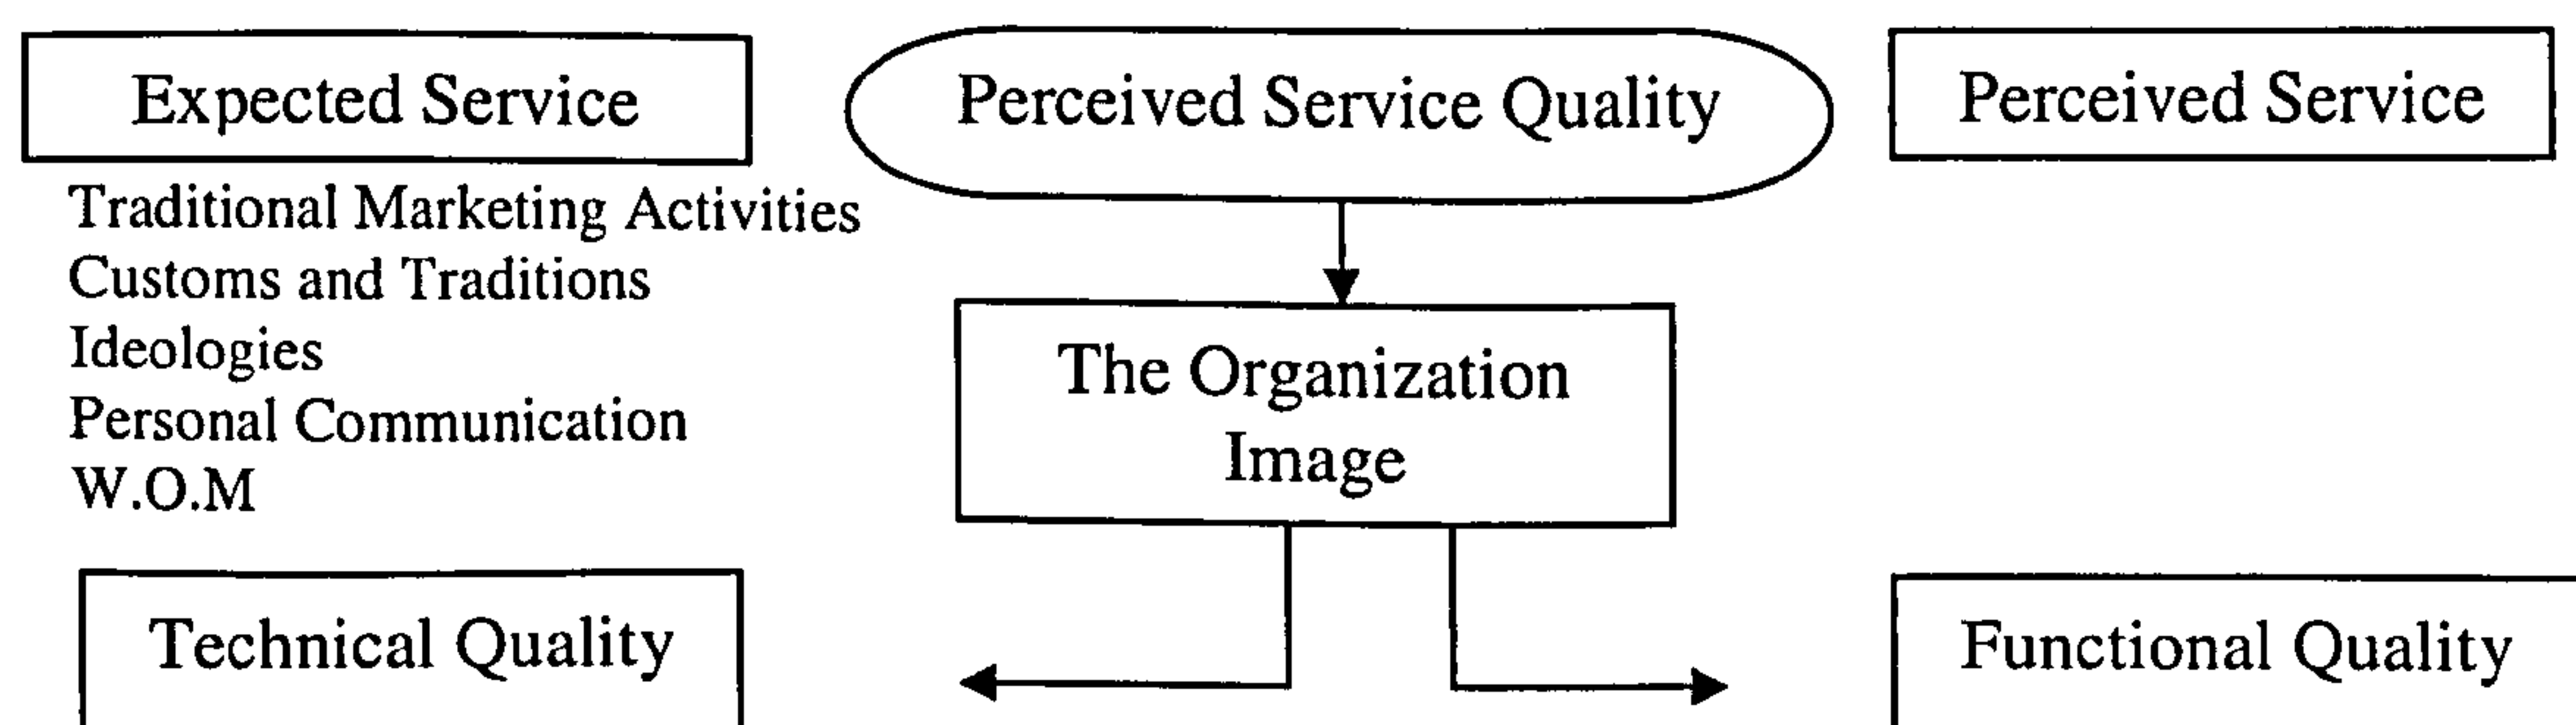 Expected Service
Perceived Service Quality
Perceived Service
Traditional Marketing Activities
Customs and Traditions
Ideologies
Personal Communication
W.O.M
The Organization
Image
Technical Quality
Functional Quality